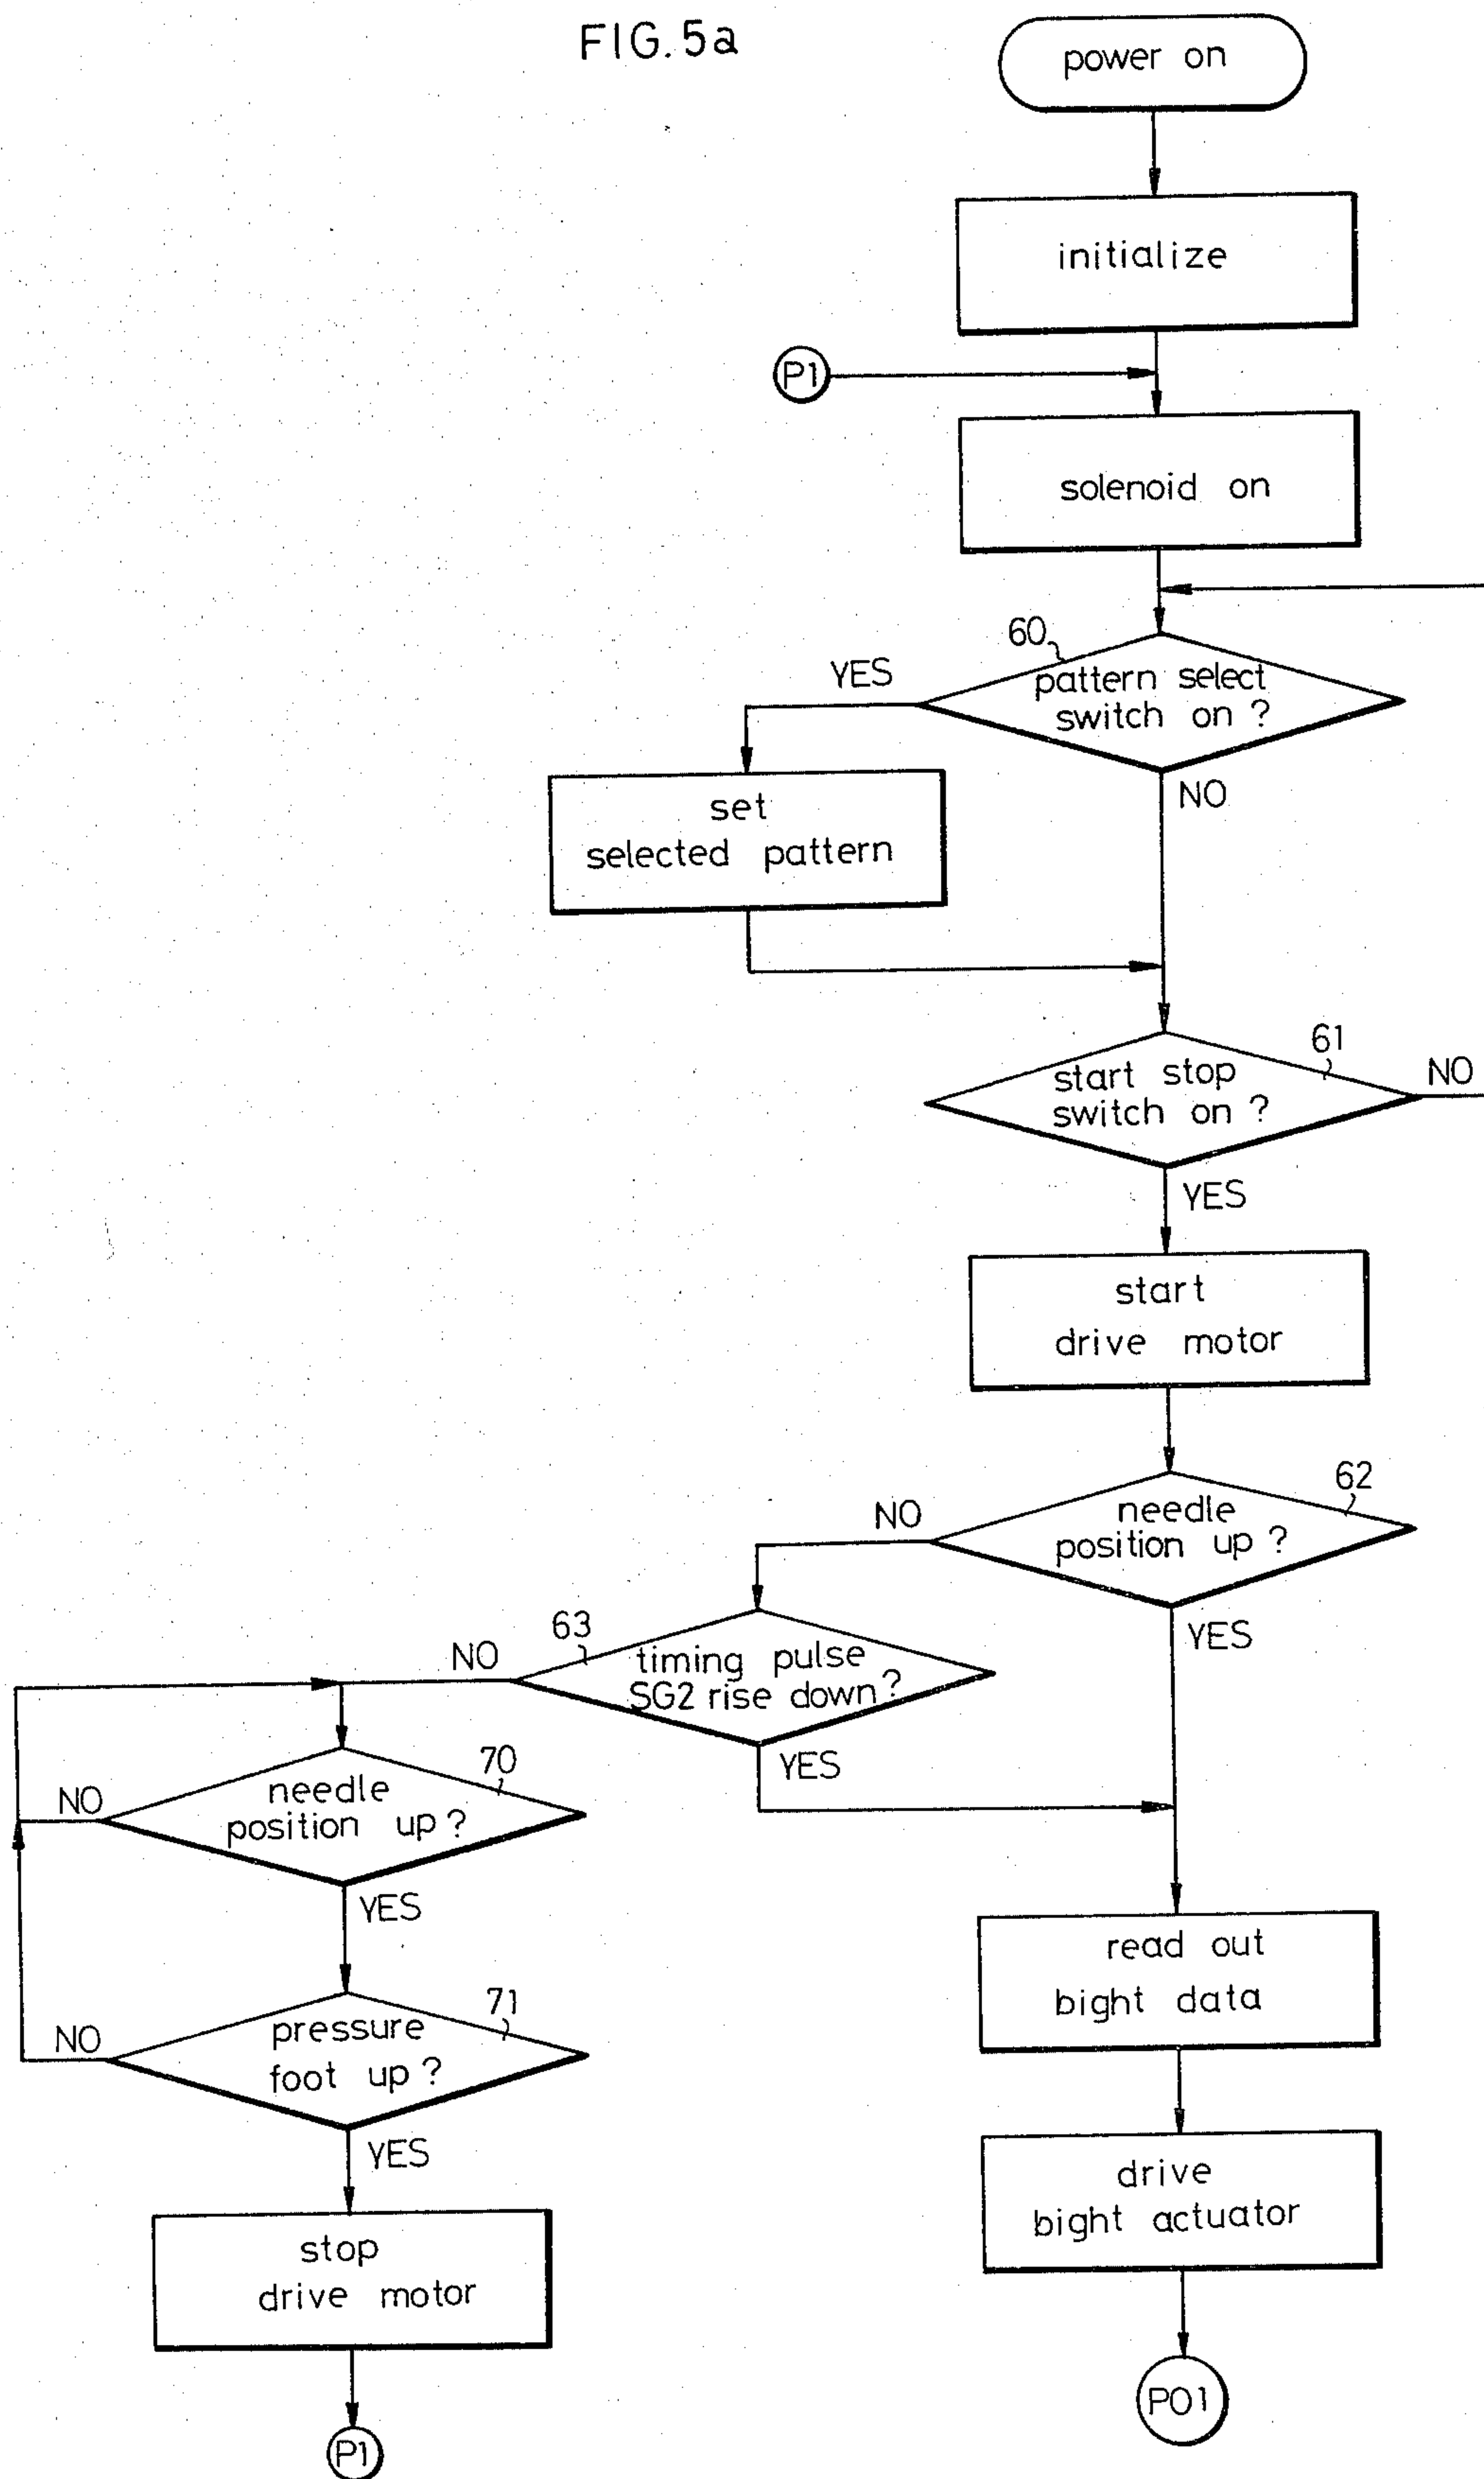 FIG. 5a
power on
initialize
P1
solenoid on
60
YES
pattern select
switch on ?
NO
set
selected pattern
61
start stop
switch on ?
NO
YES
start
drive motor
62
NO
needle
position up ?
YES
63
NO
timing pulse
SG2 rise down ?
YES
70
NO
needle
position up ?
YES
read out
bight data
71
NO
pressure
foot up ?
YES
drive
bight actuator
stop
drive motor
P01
P1